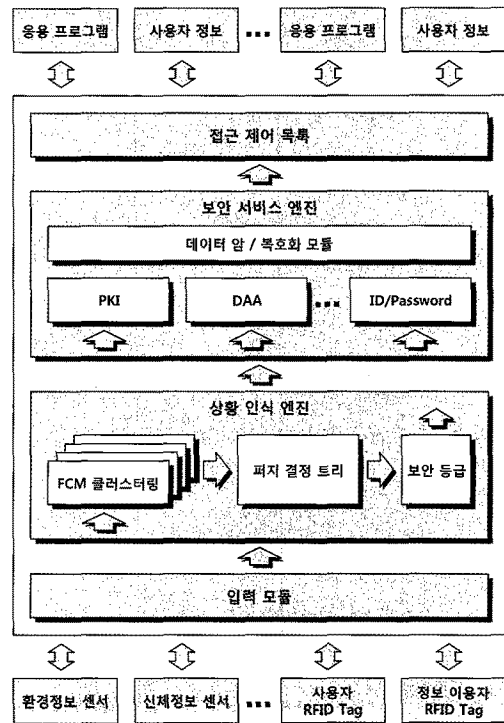 응용 프로그램 사용자 정보 ... 응용 프로그램 사용자 정보
접근 제어 목록
보안 서비스 엔진
데이터 암 / 복호화 모듈
PKI DAA ... ID/Password
상황 인식 엔진
FCM 클러스터링 퍼지 결정 트리 보안 등급
입력 모듈
환경정보 센서 신체정보 센서 ... 사용자
RFID Tag
정보 이용자
RFID Tag